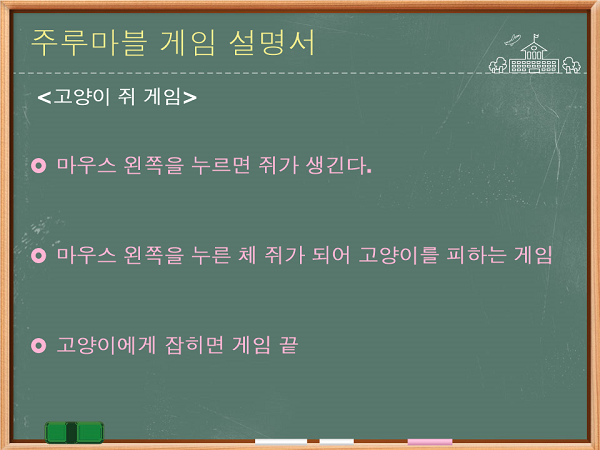 주루마블 게임 설명서
<고양이 쥐 게임>
마우스 왼쪽을 누르면 쥐가 생긴다.
마우스 왼쪽을 누른 체 쥐가 되어 고양이를 피하는 게임
고양이에게 잡히면 게임 끝